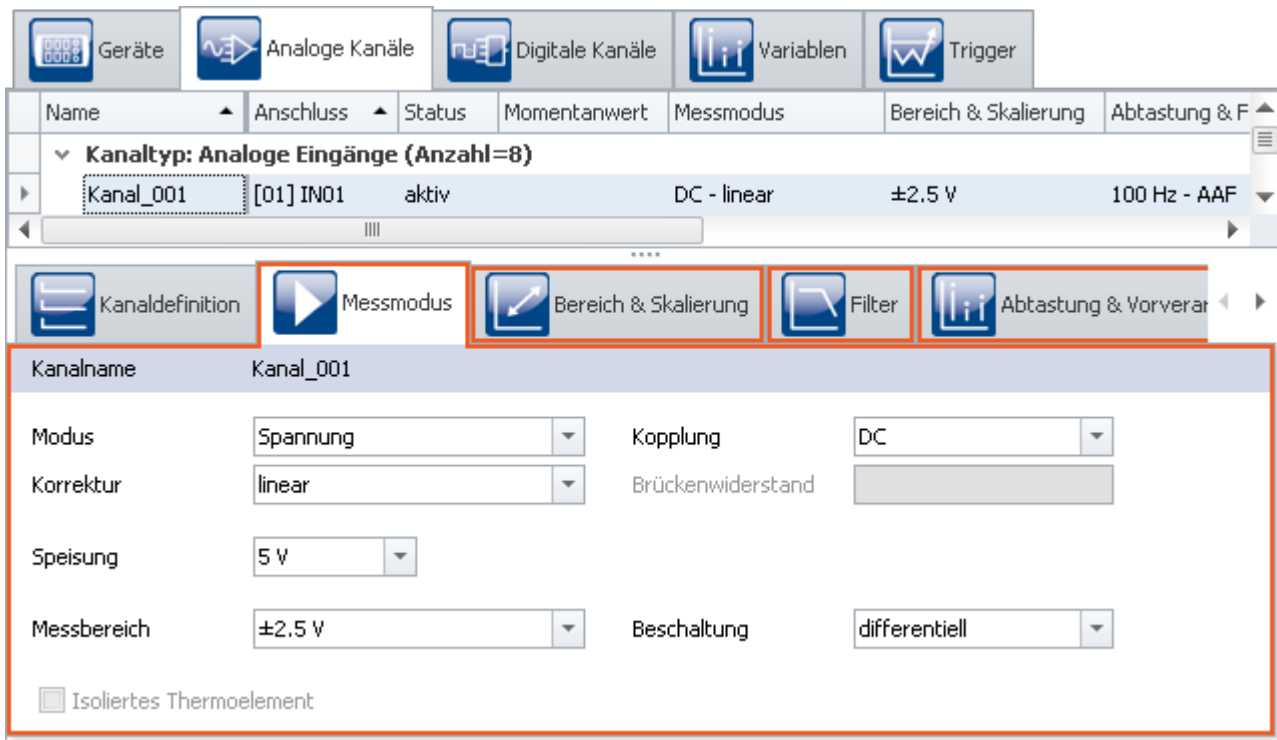 Geräte Analoge Kanäle Digitale Kanäle Variablen Trigger
Name Anschluss Status Momentanwert Messmodus Bereich & Skalierung Abtastung & F
Kanaltyp: Analoge Eingänge (Anzahl=8)
Kanal_001 [01] IN01 aktiv DC - linear ±2.5 V 100 Hz - AAF
Kanaldefinition Messmodus Bereich & Skalierung Filter Abtastung & Vorverar
Kanalname Kanal_001
Modus Spannung Kopplung DC
Korrektur linear Brückenwiderstand
Speisung 5 V
Messbereich ±2.5 V Beschaltung differentiell
Isoliertes Thermoelement